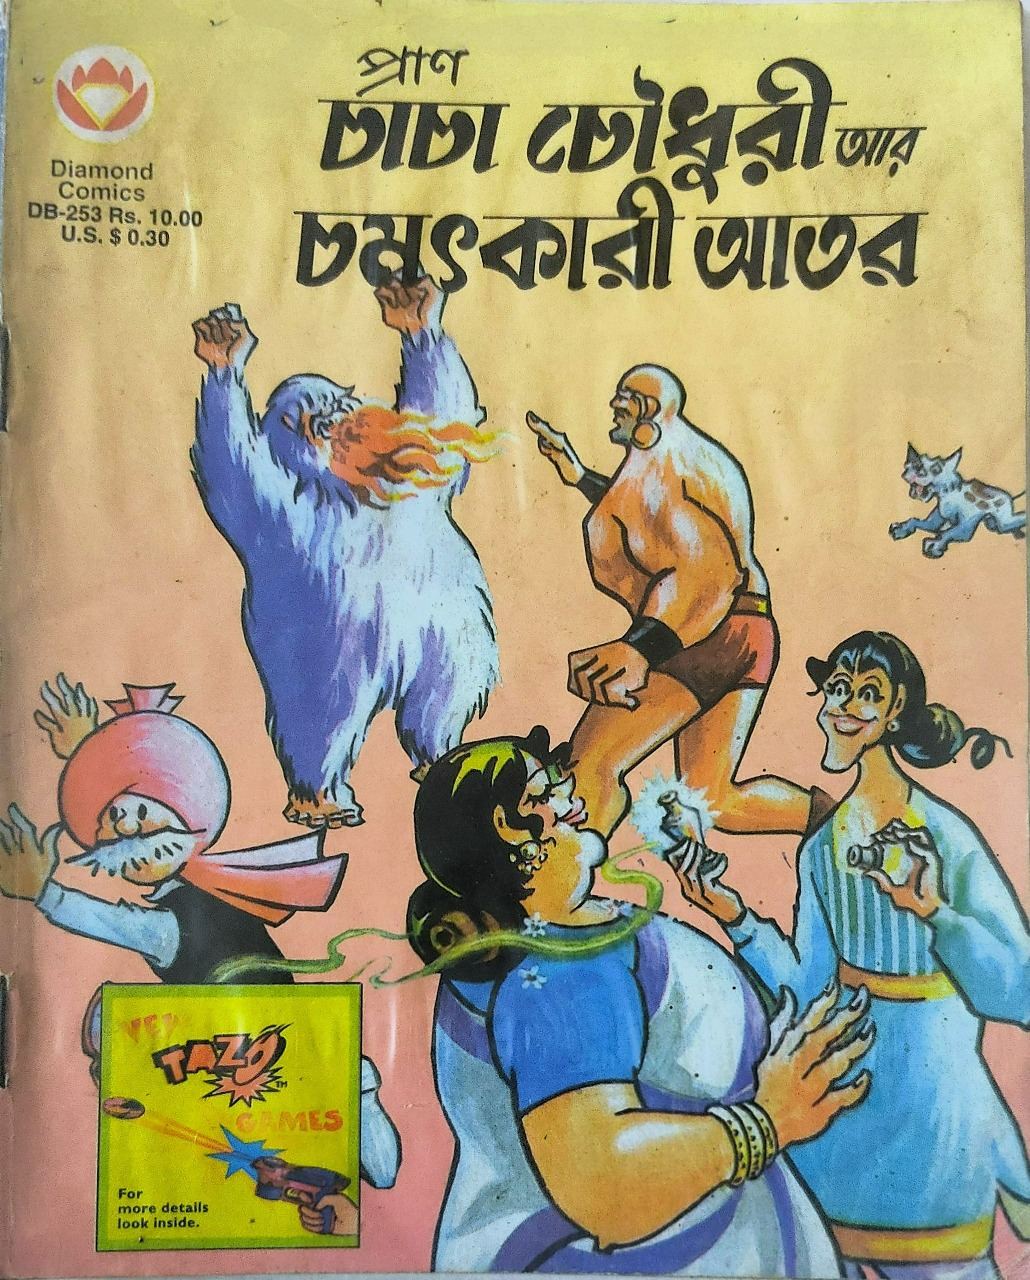 প্রাণ
চাচা চৌধুরী আর
চমৎকারী আতর
Diamond
Comics
DB-253 Rs. 10.00
U.S. $ 0.30
NEW
TAZO TM
GAMES
For
more details
look inside.